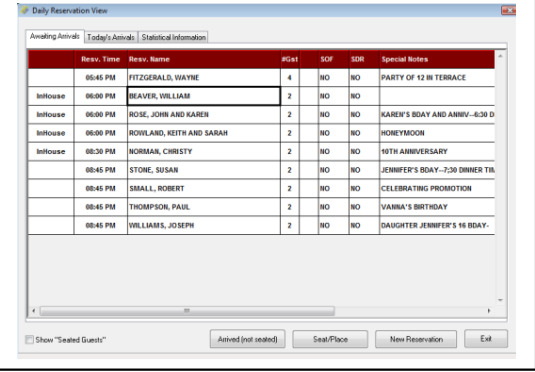 Daily Reservation View
Awaiting Arrivals Today's Arrivals Statistical Information
Resv. Time Resv. Name #Gst SOF SDR Special Notes
05:45 PM FITZGERALD, WAYNE 4 NO NO PARTY OF 12 IN TERRACE
InHouse 06:00 PM BEAVER, WILLIAM 2 NO NO
InHouse 06:00 PM ROSE, JOHN AND KAREN 2 NO NO KAREN'S BDAY AND ANNIV--6:30 D
InHouse 06:00 PM ROWLAND, KEITH AND SARAH 2 NO NO HONEYMOON
InHouse 08:30 PM NORMAN, CHRISTY 2 NO NO 10TH ANNIVERSARY
08:45 PM STONE, SUSAN 2 NO NO JENNIFER'S BDAY--7;30 DINNER TIM
08:45 PM SMALL, ROBERT 2 NO NO CELEBRATING PROMOTION
08:45 PM THOMPSON, PAUL 2 NO NO VANNA'S BIRTHDAY
08:45 PM WILLIAMS, JOSEPH 2 NO NO DAUGHTER JENNIFER'S 16 BDAY-
Show "Seated Guests" Arrived (not seated) Seat/Place New Reservation Exit